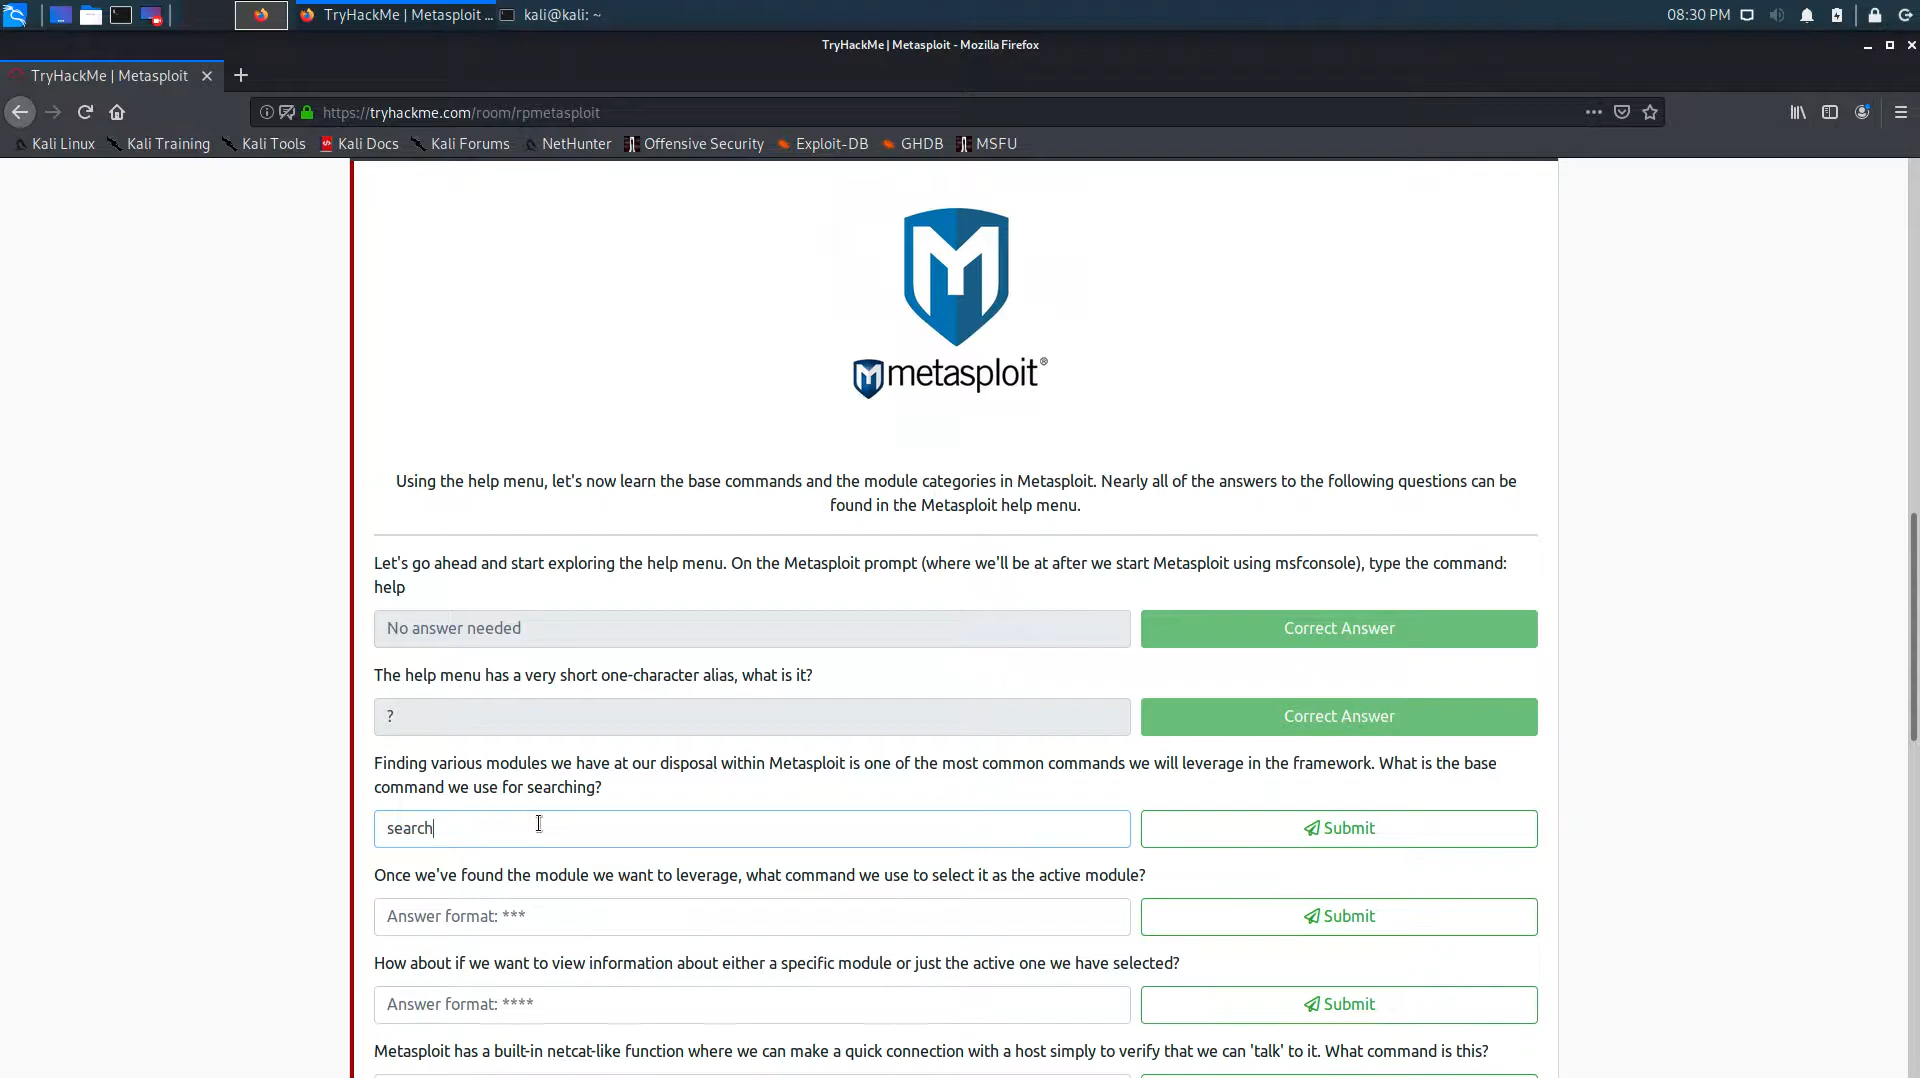 TryHackMe | Metasploit ...
kali@kali: ~
08:30 PM
TryHackMe | Metasploit - Mozilla Firefox
TryHackMe | Metasploit
https://tryhackme.com/room/rpmetasploit
Kali Linux
Kali Training
Kali Tools
Kali Docs
Kali Forums
NetHunter
Offensive Security
Exploit-DB
GHDB
MSFU
metasploit®
Using the help menu, let's now learn the base commands and the module categories in Metasploit. Nearly all of the answers to the following questions can be
found in the Metasploit help menu.
Let's go ahead and start exploring the help menu. On the Metasploit prompt (where we'll be at after we start Metasploit using msfconsole), type the command:
help
No answer needed
Correct Answer
The help menu has a very short one-character alias, what is it?
?
Correct Answer
Finding various modules we have at our disposal within Metasploit is one of the most common commands we will leverage in the framework. What is the base
command we use for searching?
search
Submit
Once we've found the module we want to leverage, what command we use to select it as the active module?
Answer format: ***
Submit
How about if we want to view information about either a specific module or just the active one we have selected?
Answer format: ****
Submit
Metasploit has a built-in netcat-like function where we can make a quick connection with a host simply to verify that we can 'talk' to it. What command is this?